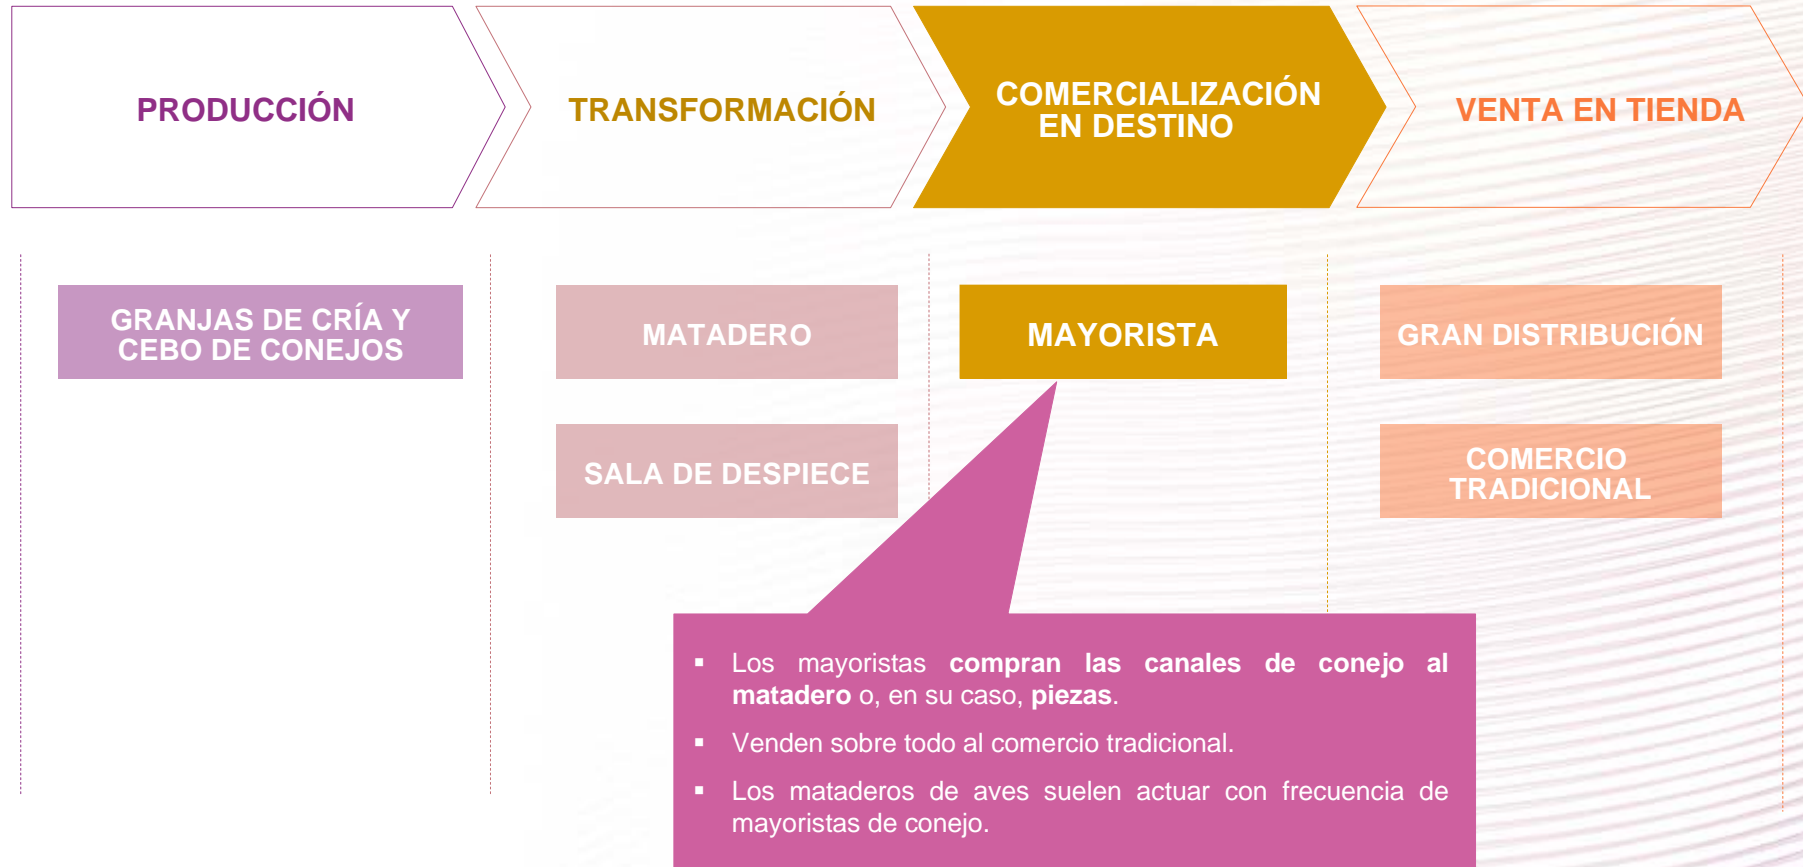 PRODUCCIÓN
TRANSFORMACIÓN
COMERCIALIZACIÓN
EN DESTINO
VENTA EN TIENDA
GRANJAS DE CRÍA Y
CEBO DE CONEJOS
MATADERO
MAYORISTA
GRAN DISTRIBUCIÓN
SALA DE DESPIECE
COMERCIO
TRADICIONAL
▪ Los mayoristas compran las canales de conejo al
matadero o, en su caso, piezas.
▪ Venden sobre todo al comercio tradicional.
▪ Los mataderos de aves suelen actuar con frecuencia de
mayoristas de conejo.